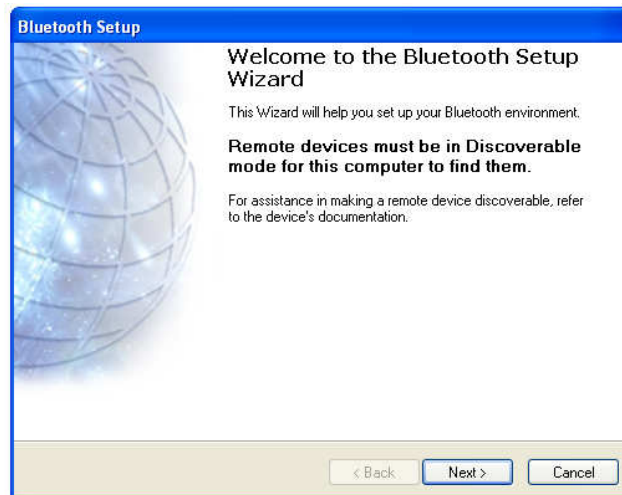 Bluetooth Setup
Welcome to the Bluetooth Setup
Wizard
This Wizard will help you set up your Bluetooth environment.
Remote devices must be in Discoverable
mode for this computer to find them.
For assistance in making a remote device discoverable, refer
to the device's documentation.
< Back Next > Cancel